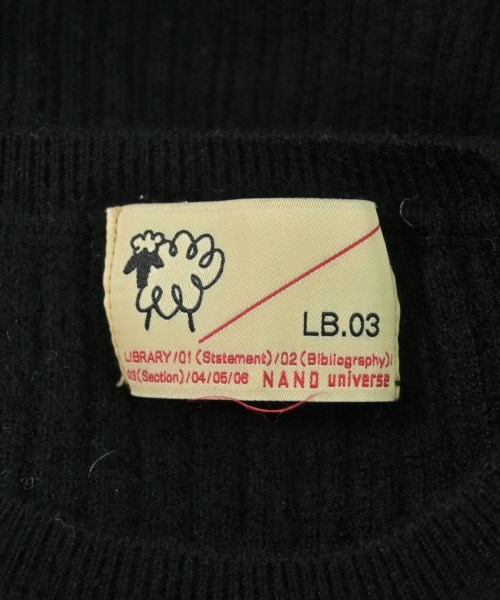 LB.03
LIBRARY/01 (Ststement)/02 (Bibliography)/
03(Section)/04/05/06 NANO universe